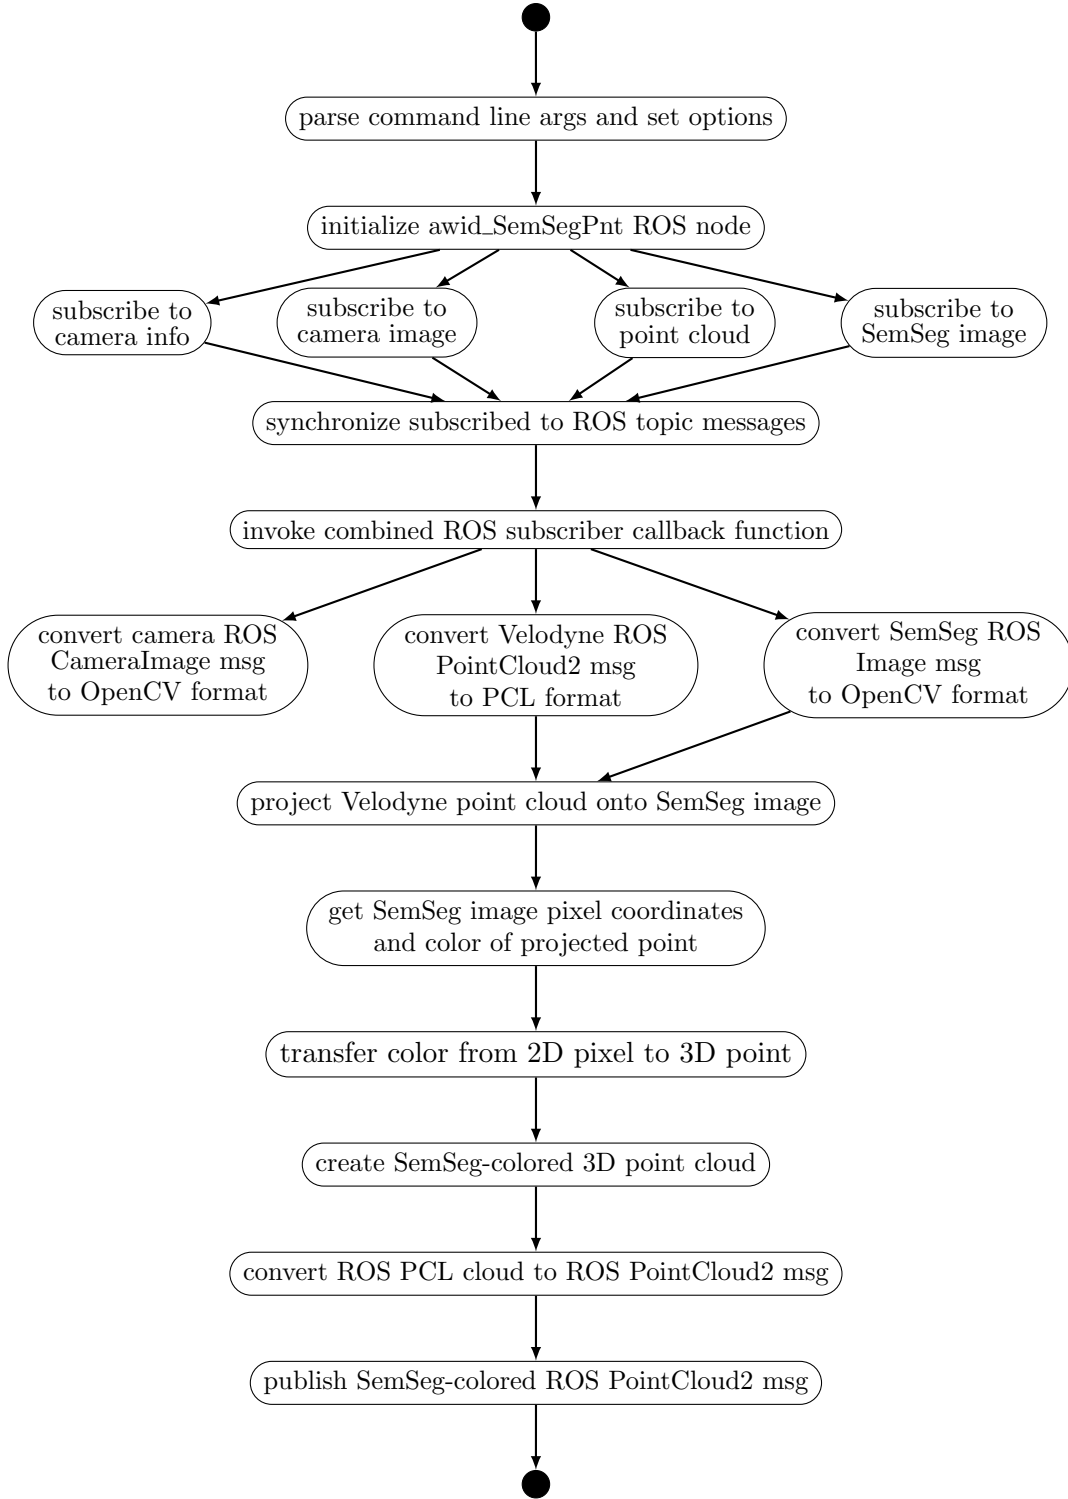 parse command line args and set options
initialize awid_SemSegPnt ROS node
subscribe to
camera info
subscribe to
camera image
subscribe to
point cloud
subscribe to
SemSeg image
synchronize subscribed to ROS topic messages
invoke combined ROS subscriber callback function
convert camera ROS
CameraImage msg
to OpenCV format
convert Velodyne ROS
PointCloud2 msg
to PCL format
convert SemSeg ROS
Image msg
to OpenCV format
project Velodyne point cloud onto SemSeg image
get SemSeg image pixel coordinates
and color of projected point
transfer color from 2D pixel to 3D point
create SemSeg-colored 3D point cloud
convert ROS PCL cloud to ROS PointCloud2 msg
publish SemSeg-colored ROS PointCloud2 msg